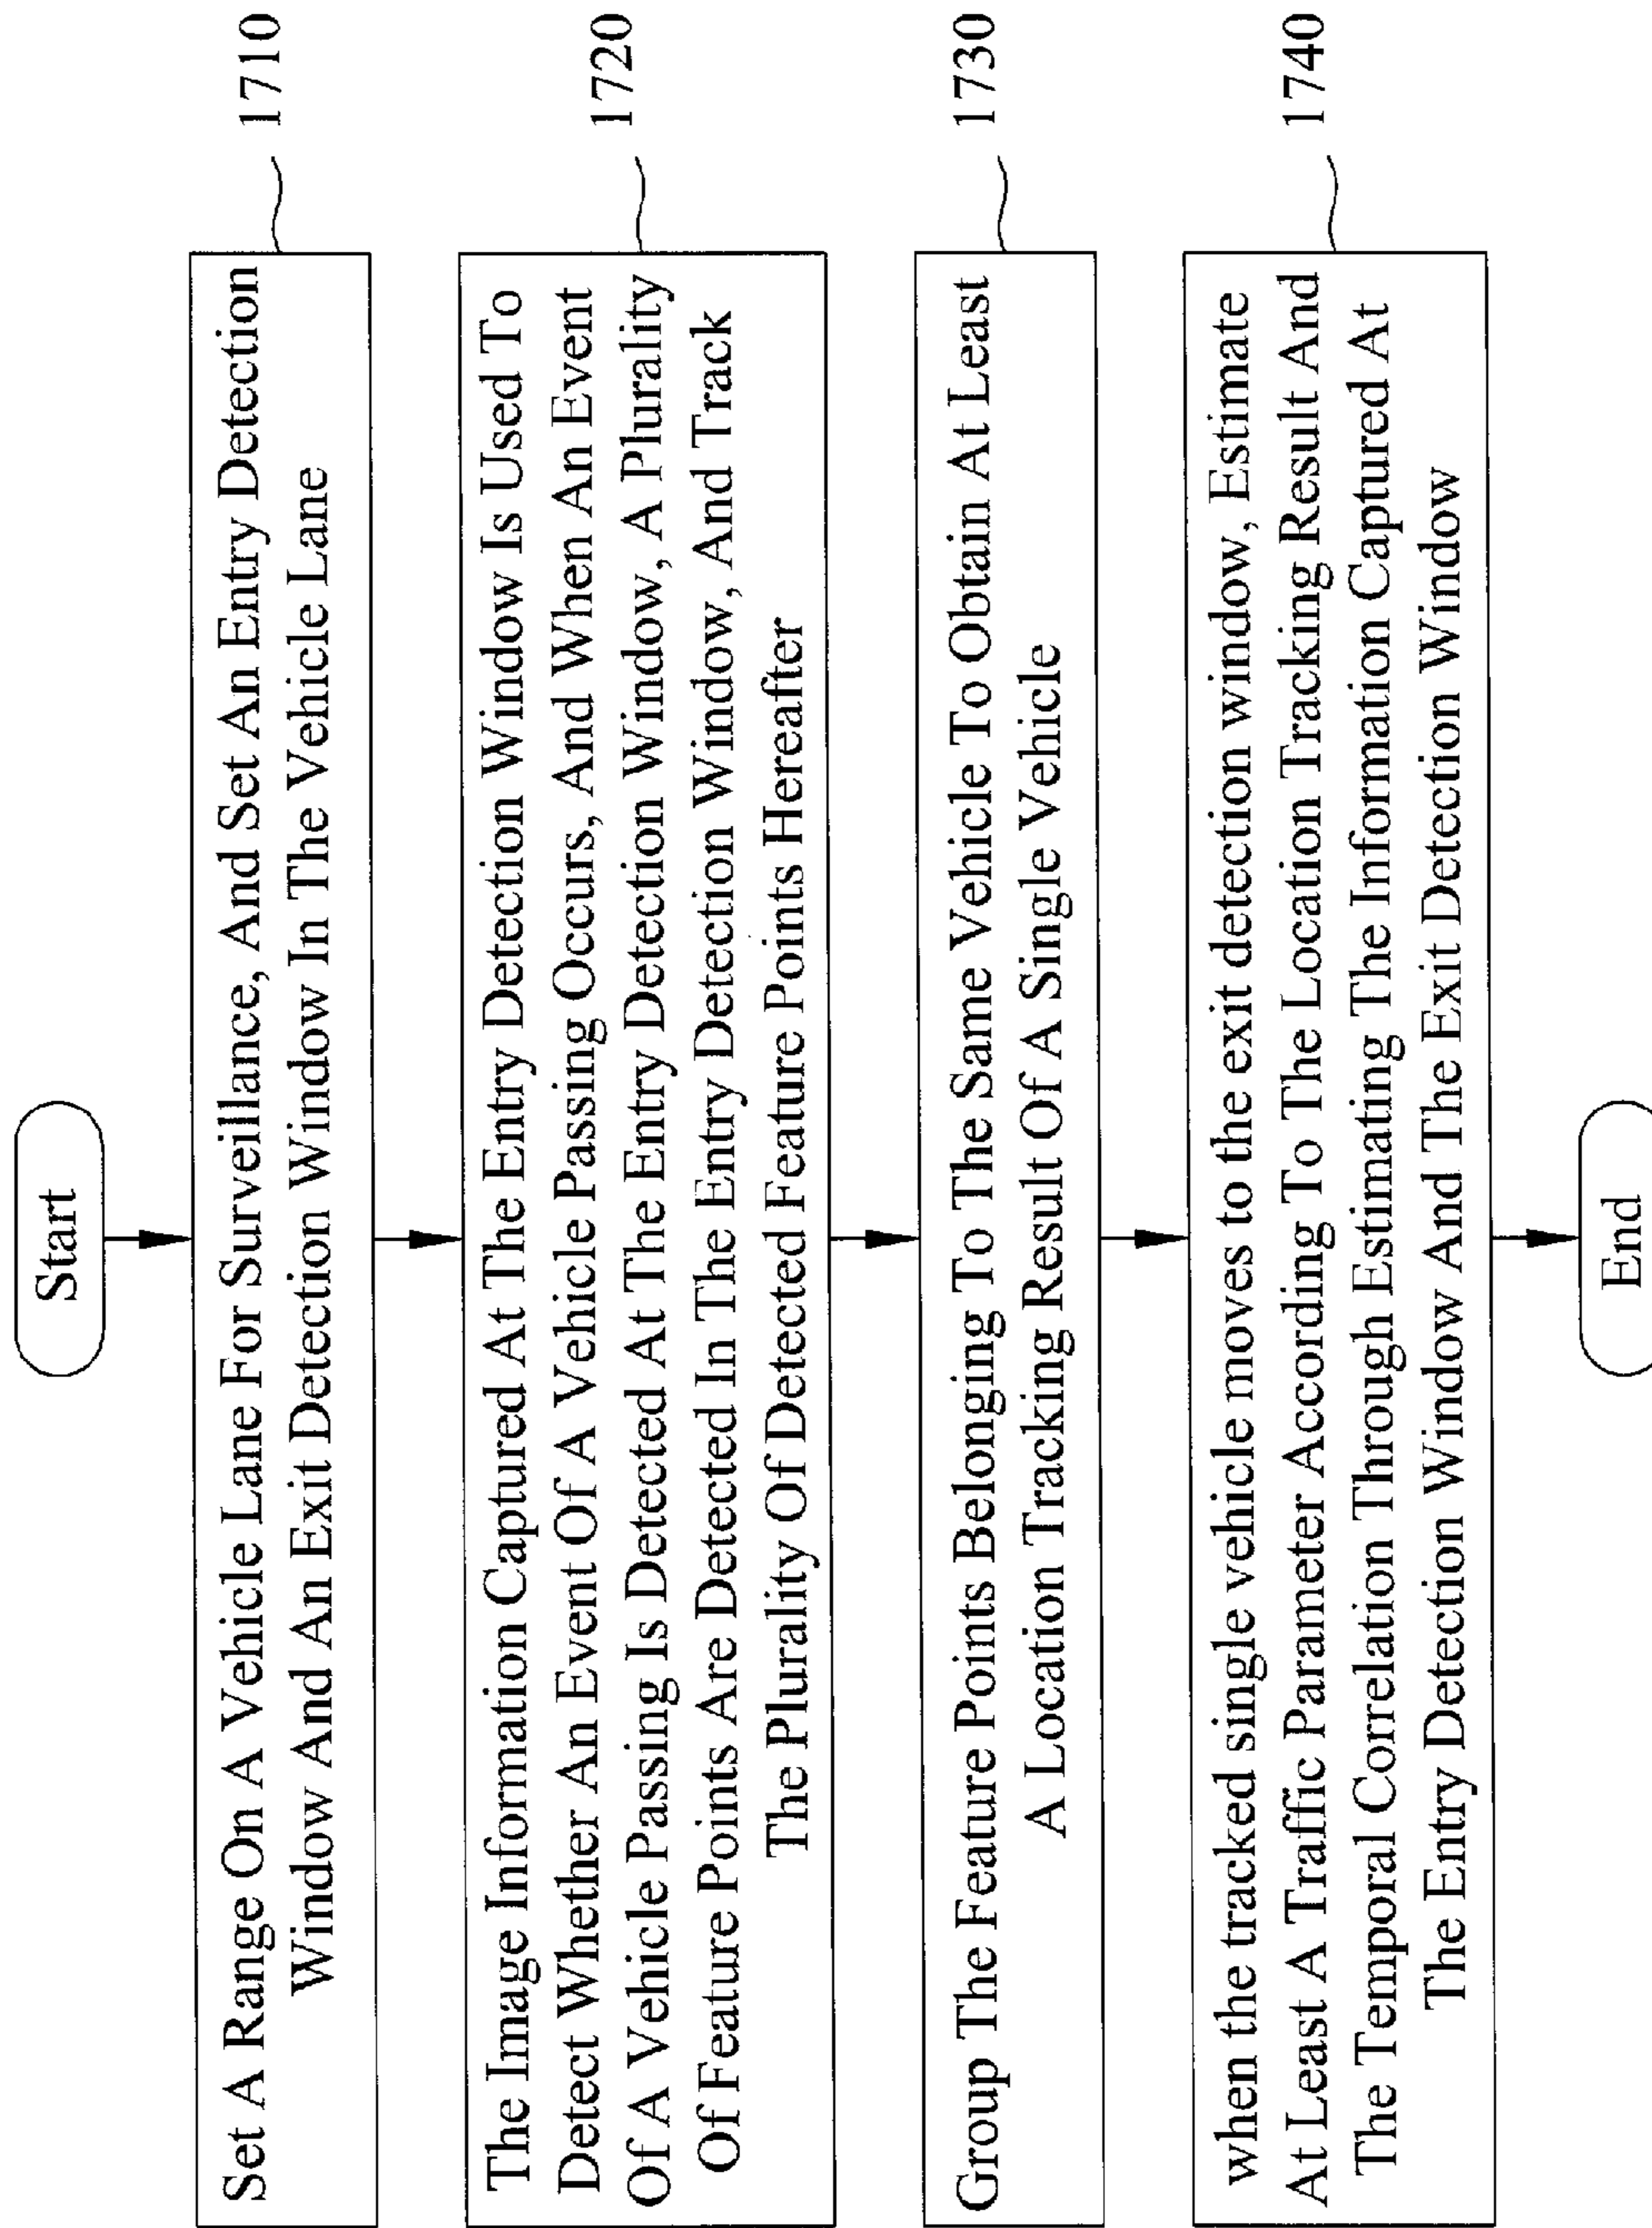 Start
Set A Range On A Vehicle Lane For Surveillance, And Set An Entry Detection
Window And An Exit Detection Window In The Vehicle Lane
1710
The Image Information Captured At The Entry Detection Window Is Used To
Detect Whether An Event Of A Vehicle Passing Occurs, And When An Event
Of A Vehicle Passing Is Detected At The Entry Detection Window, A Plurality
Of Feature Points Are Detected In The Entry Detection Window, And Track
The Plurality Of Detected Feature Points Hereafter
1720
Group The Feature Points Belonging To The Same Vehicle To Obtain At Least
A Location Tracking Result Of A Single Vehicle
1730
when the tracked single vehicle moves to the exit detection window, Estimate
At Least A Traffic Parameter According To The Location Tracking Result And
The Temporal Correlation Through Estimating The Information Captured At
The Entry Detection Window And The Exit Detection Window
1740
End